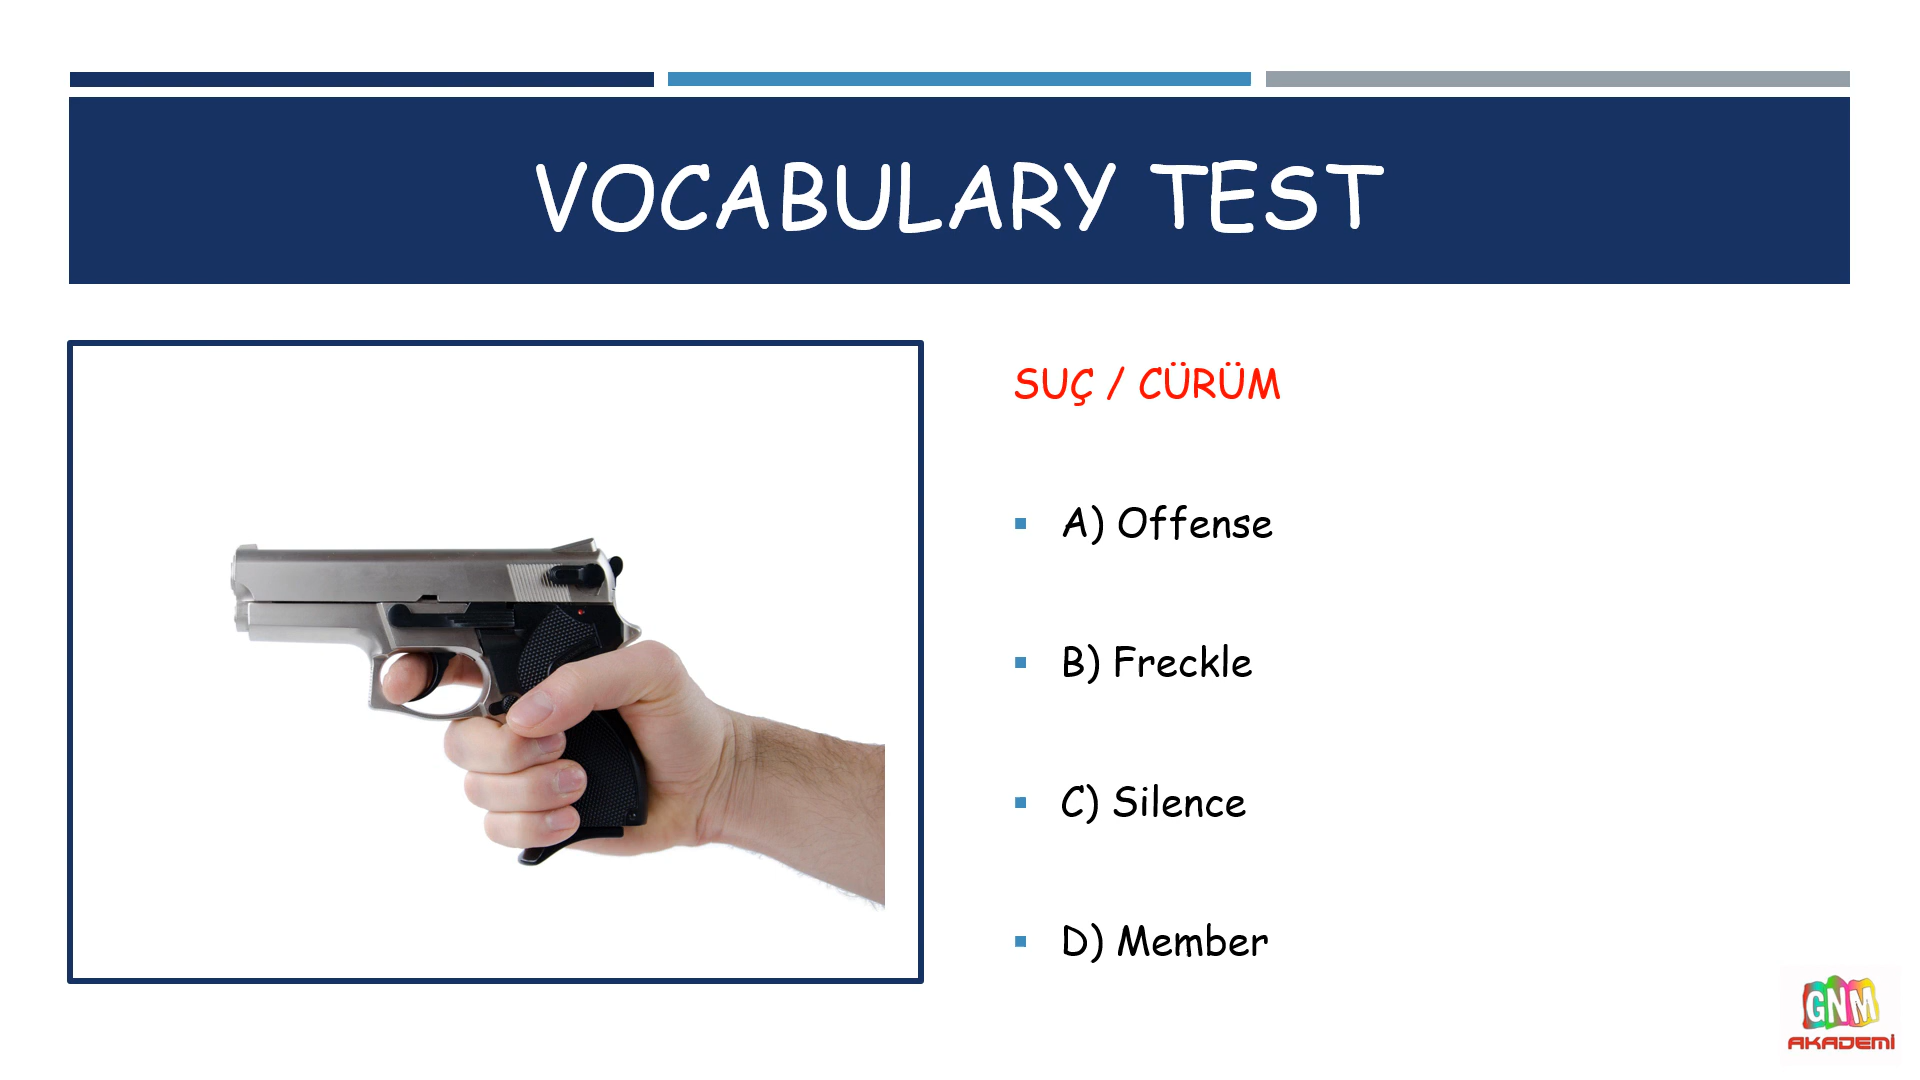 VOCABULARY TEST
SUÇ / CÜRÜM
A) Offense
B) Freckle
C) Silence
D) Member
GNM
AKADEMİ